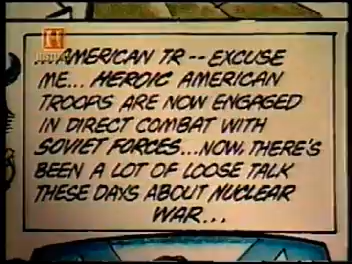 H
...AMERICAN TR -- EXCUSE
ME... HEROIC AMERICAN
TROOPS ARE NOW ENGAGED
IN DIRECT COMBAT WITH
SOVIET FORCES...NOW, THERE'S
BEEN A LOT OF LOOSE TALK
THESE DAYS ABOUT NUCLEAR
WAR...